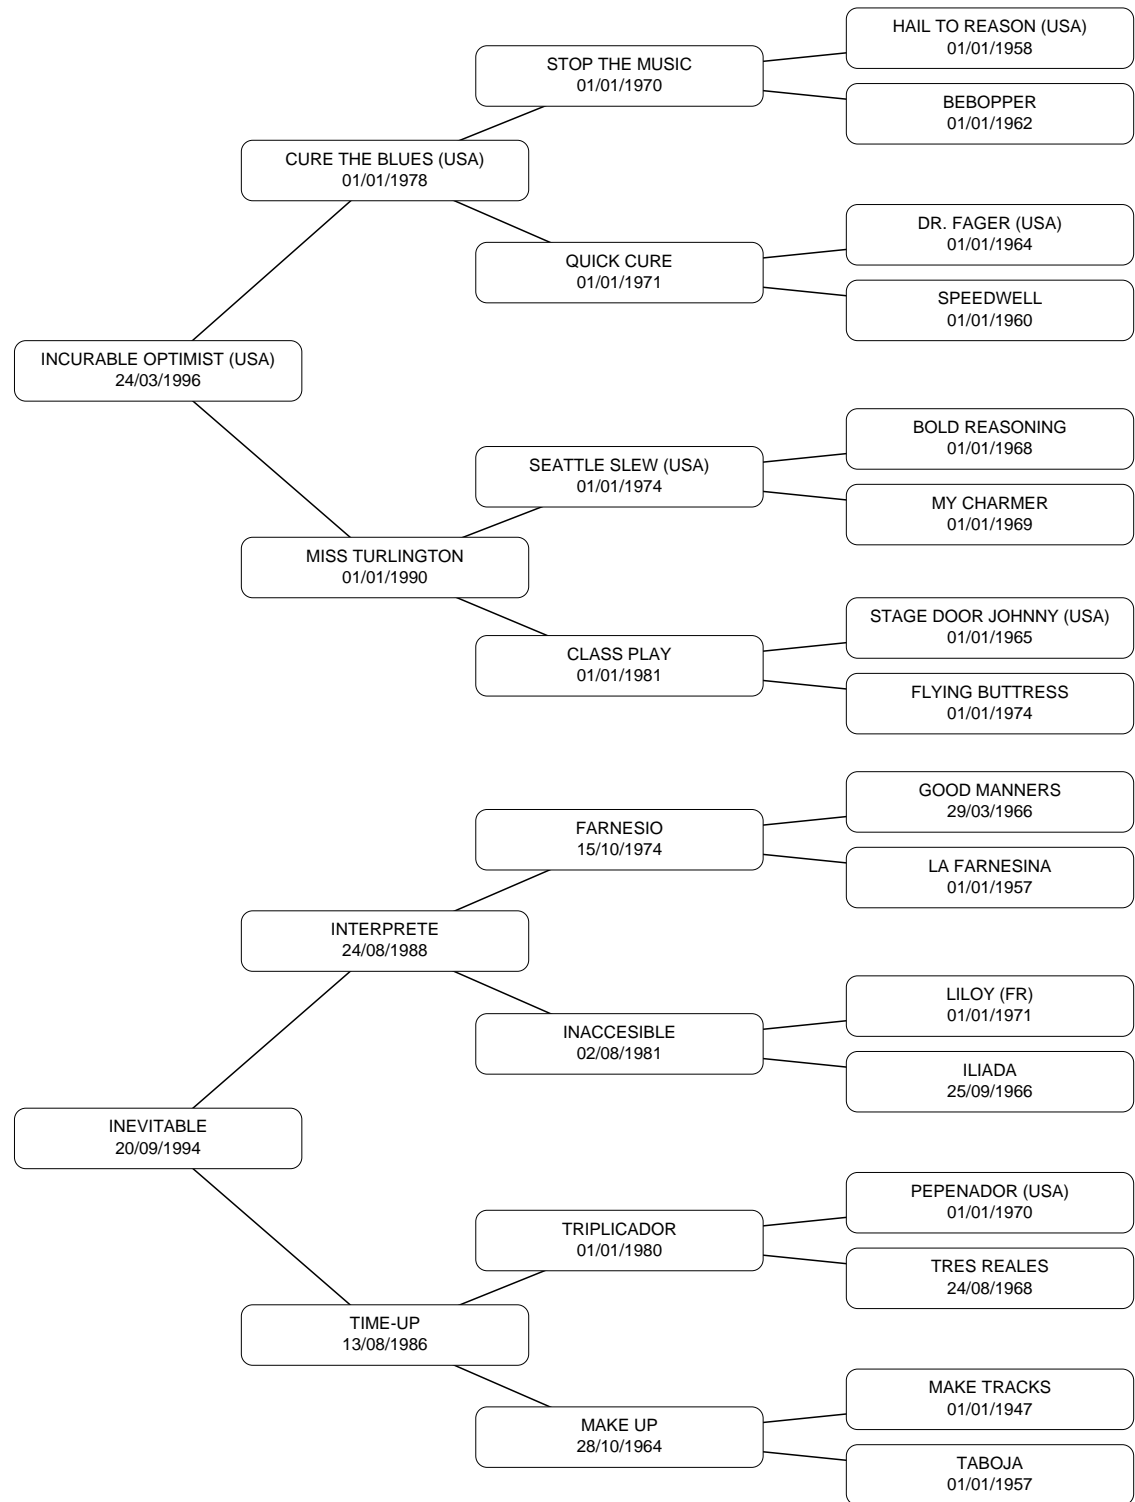 HAIL TO REASON (USA)
01/01/1958
STOP THE MUSIC
01/01/1970
BEBOPPER
01/01/1962
CURE THE BLUES (USA)
01/01/1978
DR. FAGER (USA)
01/01/1964
QUICK CURE
01/01/1971
SPEEDWELL
01/01/1960
INCURABLE OPTIMIST (USA)
24/03/1996
BOLD REASONING
01/01/1968
SEATTLE SLEW (USA)
01/01/1974
MY CHARMER
01/01/1969
MISS TURLINGTON
01/01/1990
STAGE DOOR JOHNNY (USA)
01/01/1965
CLASS PLAY
01/01/1981
FLYING BUTTRESS
01/01/1974
GOOD MANNERS
29/03/1966
FARNESIO
15/10/1974
LA FARNESINA
01/01/1957
INTERPRETE
24/08/1988
LILOY (FR)
01/01/1971
INACCESIBLE
02/08/1981
ILIADA
25/09/1966
INEVITABLE
20/09/1994
PEPENADOR (USA)
01/01/1970
TRIPLICADOR
01/01/1980
TRES REALES
24/08/1968
TIME-UP
13/08/1986
MAKE TRACKS
01/01/1947
MAKE UP
28/10/1964
TABOJA
01/01/1957